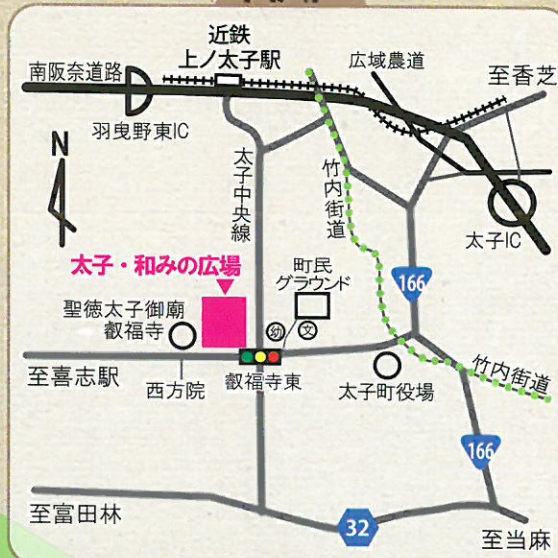 近鉄
上ノ太子駅
広域農道
至香芝
南阪奈道路
羽曳野東IC
N
太子中央線
竹内街道
太子IC
太子・和みの広場
町民
グラウンド
166
聖徳太子御廟
叡福寺
幼
文
至喜志駅
西方院
叡福寺東
太子町役場
竹内街道
166
至富田林
32
至当麻